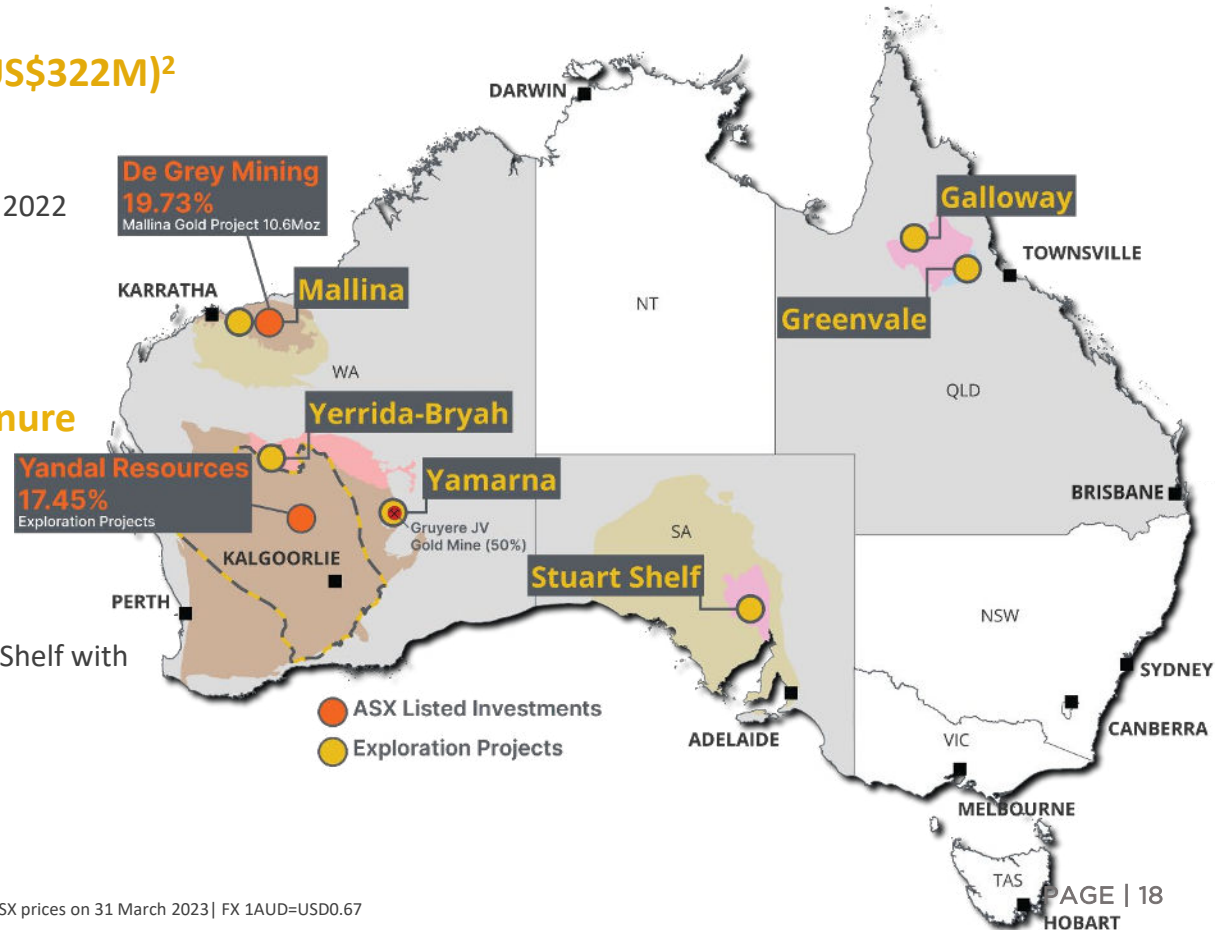 US$322M)²
DARWIN
De Grey Mining
19.73%
Mallina Gold Project 10.6Moz
2022
Galloway
TOWNSVILLE
KARRATHA
Mallina
NT
Greenvale
WA
QLD
Yerrida-Bryah
nure
Yandal Resources
17.45%
Exploration Projects
Yamarna
BRISBANE
Gruyere JV
Gold Mine (50%)
SA
KALGOORLIE
Stuart Shelf
PERTH
NSW
Shelf with
SYDNEY
ASX Listed Investments
Exploration Projects
ADELAIDE
CANBERRA
VIC
MELBOURNE
TAS
PAGE | 18
SX prices on 31 March 2023| FX 1AUD=USD0.67
HOBART